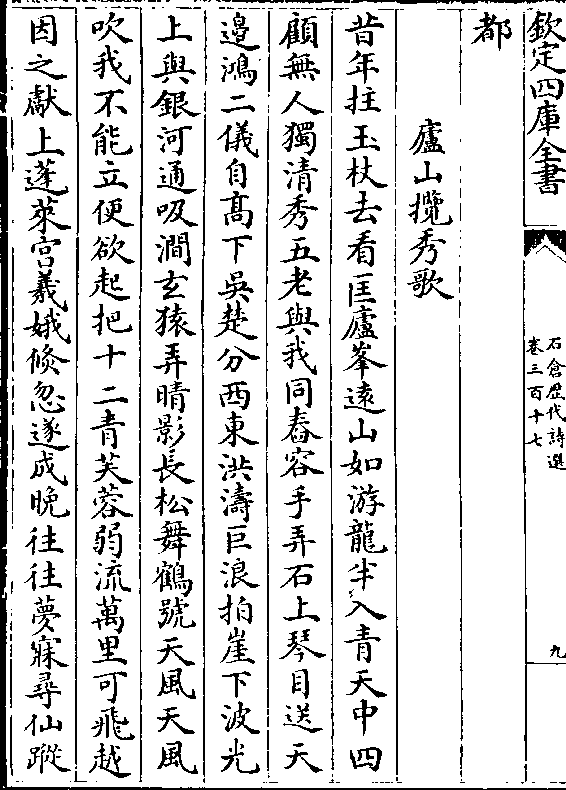 欽定四庫全書
石倉歷代詩選
卷三百十七
九
都
廬山攬秀歌
昔年拄玉杖去看匡廬峯遠山如游龍半入青天中四
顧無人獨清秀五老與我同舂容手弄石上琴目送天
邉鴻二儀自髙下吳楚分西東洪濤巨浪拍崖下波光
上與銀河通吸澗玄猿弄晴影長松舞鶴號天風天風
吹我不能立便欲起把十二青芙蓉弱流萬里可飛越
因之獻上蓬萊宫羲娥倐忽遂成晚往往夢寐尋仙蹤